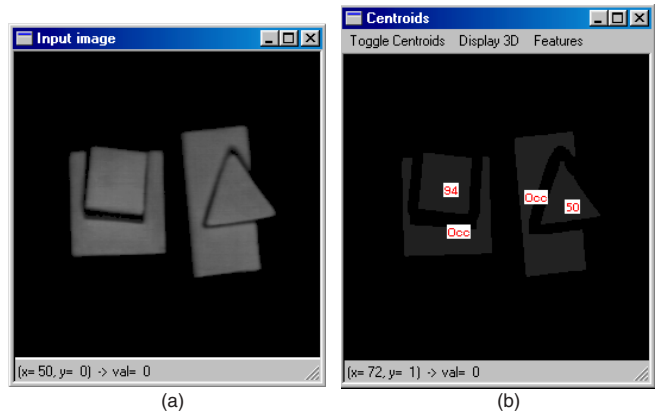 Input image
(x= 50, y= 0) -> val= 0
(a)
Centroids
Toggle Centroids Display 3D Features
94
Occ
Occ
50
(x= 72, y= 1) -> val= 0
(b)